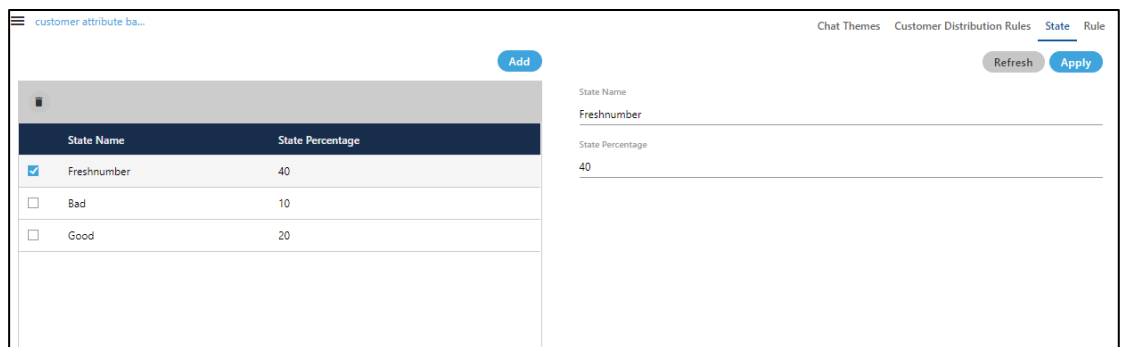 customer attribute ba...
Chat Themes Customer Distribution Rules State Rule
Add
Refresh Apply
State Name State Percentage
Freshnumber 40
Bad 10
Good 20
State Name
Freshnumber
State Percentage
40